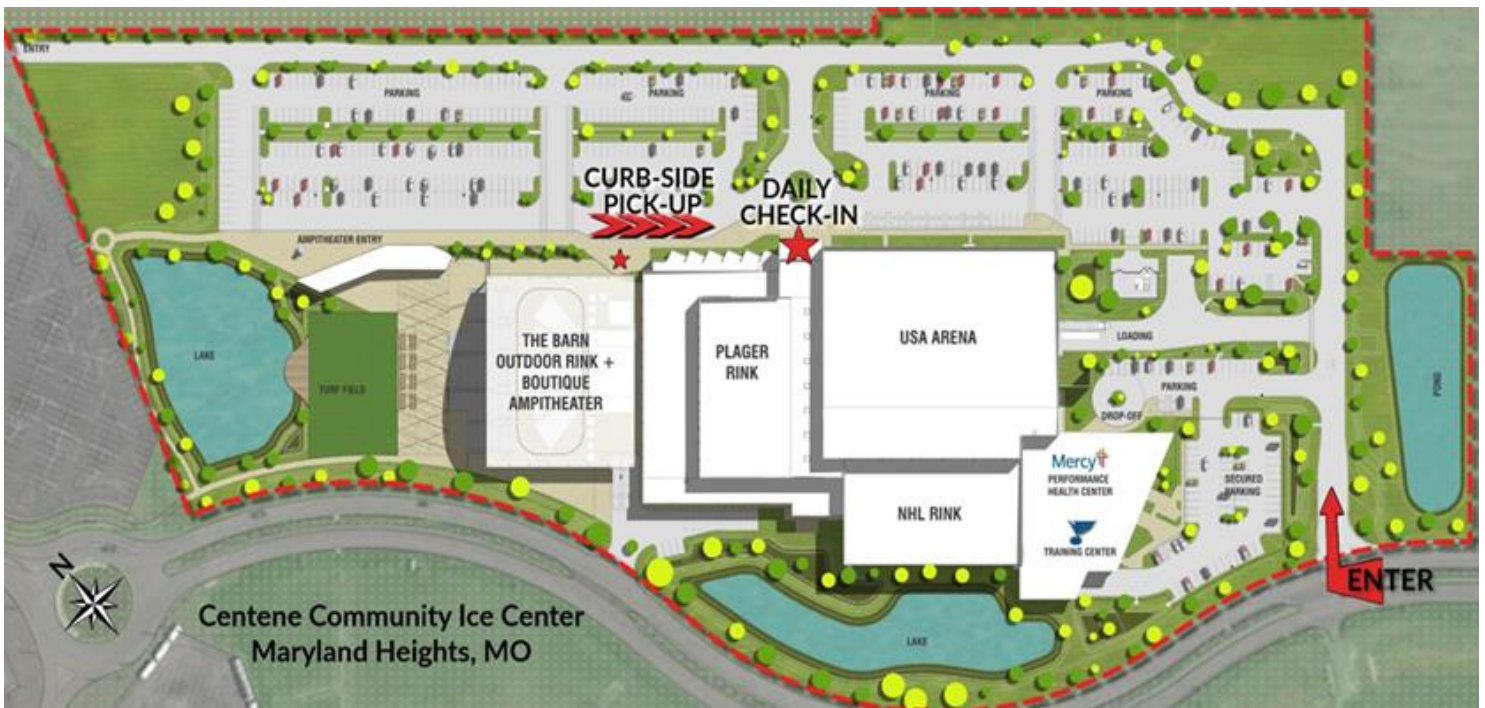 ENTRY
PARKING
PARKING
PARKING
PARKING
CURB-SIDE
PICK-UP
DAILY
CHECK-IN
AMPITHEATER ENTRY
LAKE
TURF FIELD
THE BARN
OUTDOOR RINK +
BOUTIQUE
AMPITHEATER
PLAGER
RINK
USA ARENA
LOADING
PARKING
DROP-OFF
POND
Mercy
PERFORMANCE
HEALTH CENTER
SECURED
PARKING
NHL RINK
TRAINING CENTER
ENTER
N
Centene Community Ice Center
Maryland Heights, MO
LAKE